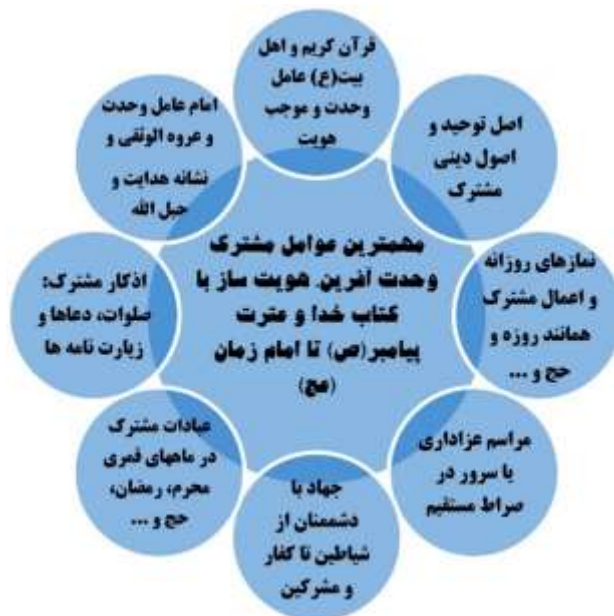 قرآن کریم و اهل
بیت(ع) عامل
وحدت و موجب
هویت
اصل توحید و
اصول دینی
مشترک
نمازهای روزانه
و اعمال مشترک
همانند روزه و
حج و ...
مراسم عزاداری
یا سرور در
صراط مستقیم
جهاد با
دشمنان از
شیاطین تا کفار
و مشرکین
عبادات مشترک
در ماههای قمری
محرم، رمضان،
حج و ...
اذکار مشترک:
صلوات، دعاها و
زیارت نامه ها
امام عامل وحدت
و عروه الوثقی و
نشانه هدایت و
حبل الله
مهمترین عوامل مشترک
وحدت آفرین، هویت ساز با
کتاب خدا و عترت
پیامبر(ص) تا امام زمان
(عج)